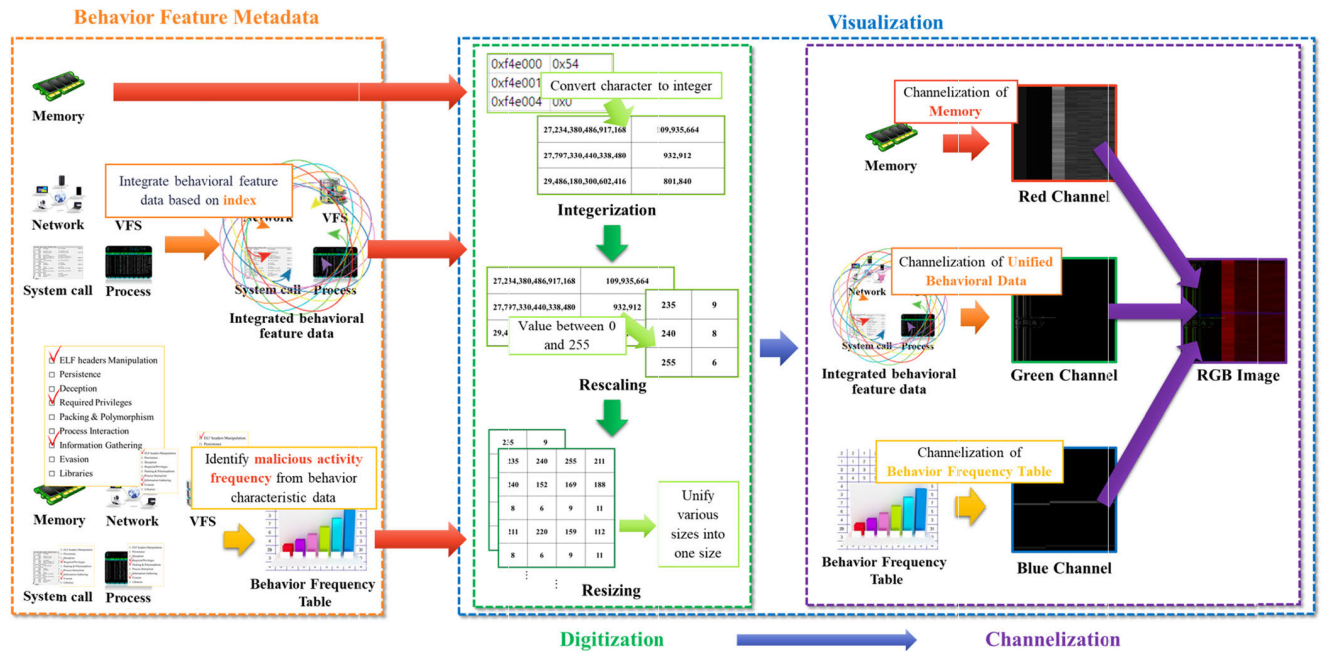 Behavior Feature Metadata
Visualization
Memory
Integrate behavioral feature
data based on index
Network
VFS
System call
Process
Network
VFS
System call
Process
Integrated behavioral
feature data
ELF headers Manipulation
Persistence
Deception
Required Privileges
Packing & Polymorphism
Process Interaction
Information Gathering
Evasion
Libraries
ELF headers Manipulation
Persistence
Identify malicious activity
frequency from behavior
characteristic data
Memory
Network
VFS
System call
Process
Behavior Frequency
Table
0xf4e000 0x54
0xf4e001
0xf4e004 0x0
Convert character to integer
27,234,380,486,917,168 109,935,664
27,797,330,440,338,480 932,912
29,486,180,300,602,416 801,840
Integerization
27,234,380,486,917,168 109,935,664
27,797,330,440,338,480 932,912
29,4
Value between 0
and 255
235 9
240 8
255 6
Rescaling
235 9
235 240 255 211
240 152 169 188
8 6 9 11
111 220 159 112
8 6 9 11
⋮ ⋮
Unify
various
sizes into
one size
Resizing
Channelization of
Memory
Memory
Red Channel
Channelization of Unified
Behavioral Data
Network
System call
Process
Integrated behavioral
feature data
Green Channel
RGB Image
Channelization of
Behavior Frequency Table
Behavior Frequency
Table
Blue Channel
Digitization
Channelization